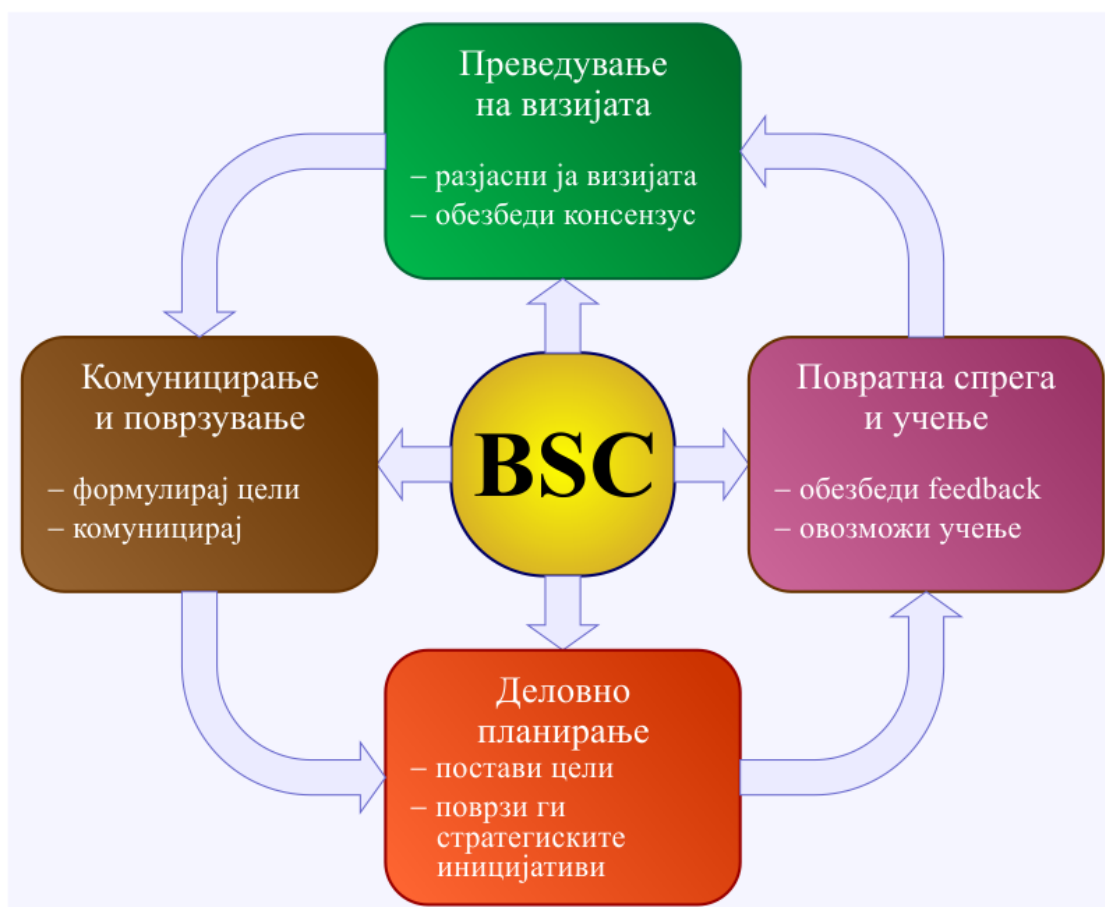 Преведување
на визијата
– разјасни ја визијата
– обезбеди консензус
Комуницирање
и поврзување
– формулирај цели
– комуницирај
BSC
Повратна спрега
и учење
– обезбеди feedback
– овозможи учење
Деловно
планирање
– постави цели
– поврзи ги
стратегиските
иницијативи